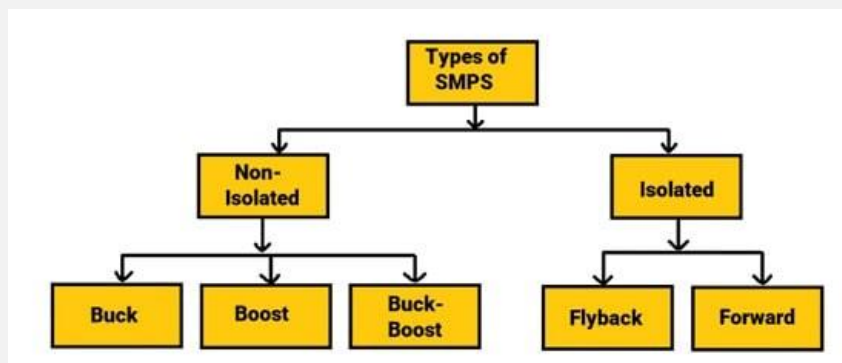 Types of
SMPS
Non-
Isolated
Isolated
Buck
Boost
Buck-
Boost
Flyback
Forward